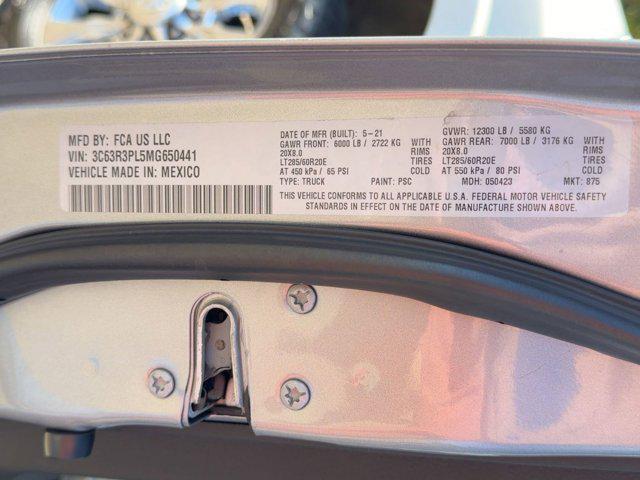 MFD BY: FCA US LLC
VIN: 3C63R3PL5MG650441
VEHICLE MADE IN: MEXICO
DATE OF MFR (BUILT): 5-21
GAWR FRONT: 6000 LB / 2722 KG
20X8.0 TIRES
LT285/60R20E COLD
AT 450 kPa / 65 PSI
TYPE: TRUCK PAINT: PSC
GVWR: 12300 LB / 5580 KG
GAWR REAR: 7000 LB / 3176 KG
20X8.0 TIRES
LT285/60R20E COLD
AT 550 kPa / 80 PSI
MDH: 050423 MKT: 875
THIS VEHICLE CONFORMS TO ALL APPLICABLE U.S.A. FEDERAL MOTOR VEHICLE SAFETY
STANDARDS IN EFFECT ON THE DATE OF MANUFACTURE SHOWN ABOVE.